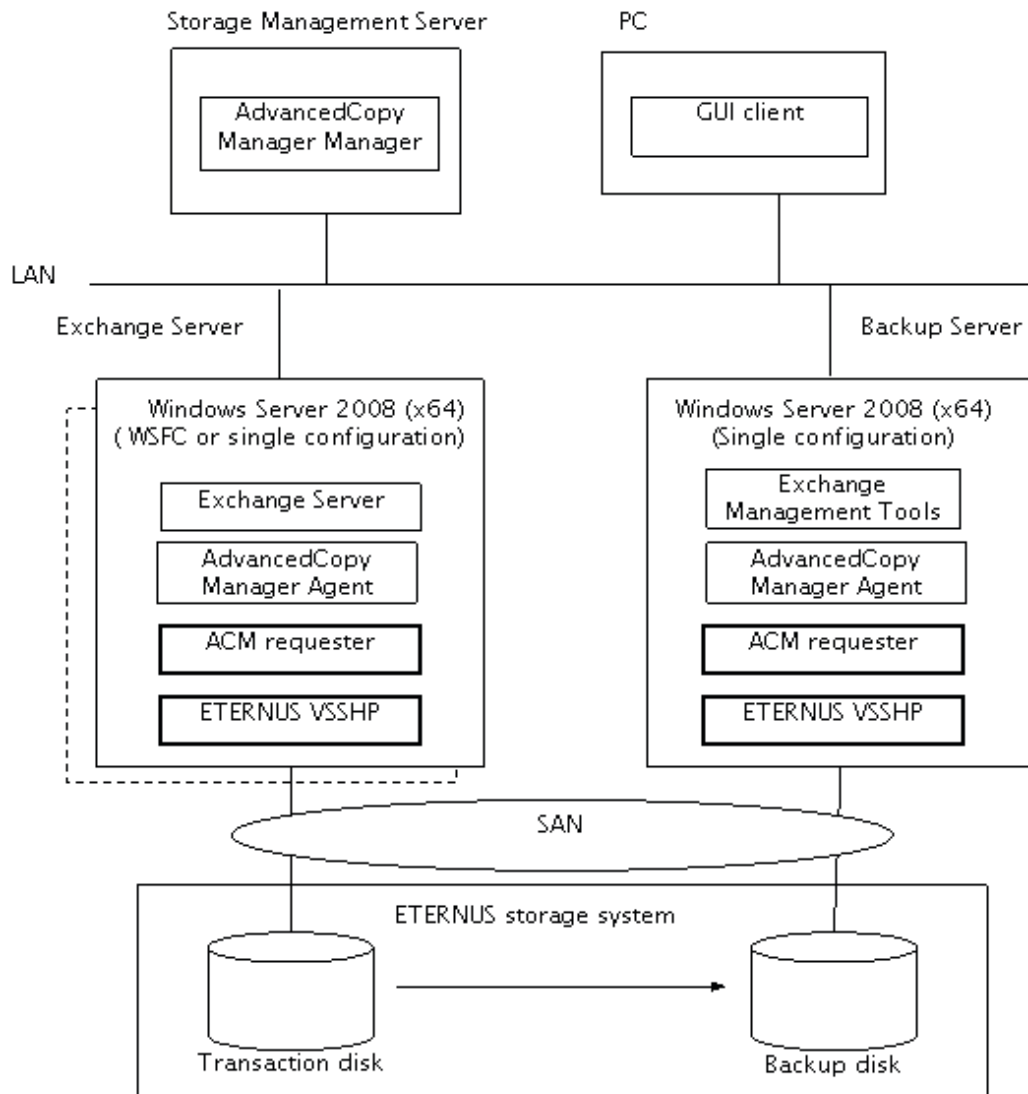 Storage Management Server
PC
AdvancedCopy
Manager Manager
GUI client
LAN
Exchange Server
Backup Server
Windows Server 2008 (x64)
( WSFC or single configuration)
Exchange Server
AdvancedCopy
Manager Agent
ACM requester
ETERNUS VSSHP
Windows Server 2008 (x64)
(Single configuration)
Exchange
Management Tools
AdvancedCopy
Manager Agent
ACM requester
ETERNUS VSSHP
SAN
ETERNUS storage system
Transaction disk
Backup disk